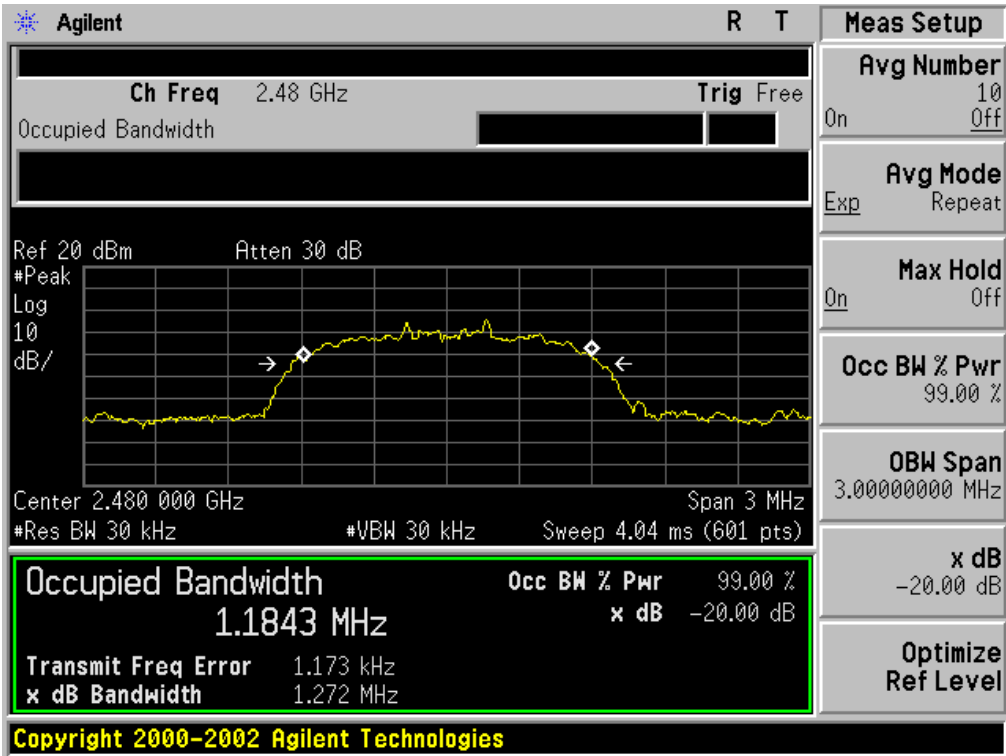 Agilent R T
Ch Freq 2.48 GHz Trig Free
Occupied Bandwidth
Ref 20 dBm Atten 30 dB
#Peak
Log
10
dB/
Center 2.480 000 GHz Span 3 MHz
#Res BW 30 kHz #VBW 30 kHz Sweep 4.04 ms (601 pts)
Occupied Bandwidth Occ BW % Pwr 99.00 %
1.1843 MHz x dB -20.00 dB
Transmit Freq Error 1.173 kHz
x dB Bandwidth 1.272 MHz
Copyright 2000-2002 Agilent Technologies
Meas Setup
Avg Number
10
On Off
Avg Mode
Exp Repeat
Max Hold
On Off
Occ BW % Pwr
99.00 %
OBW Span
3.00000000 MHz
x dB
-20.00 dB
Optimize
Ref Level